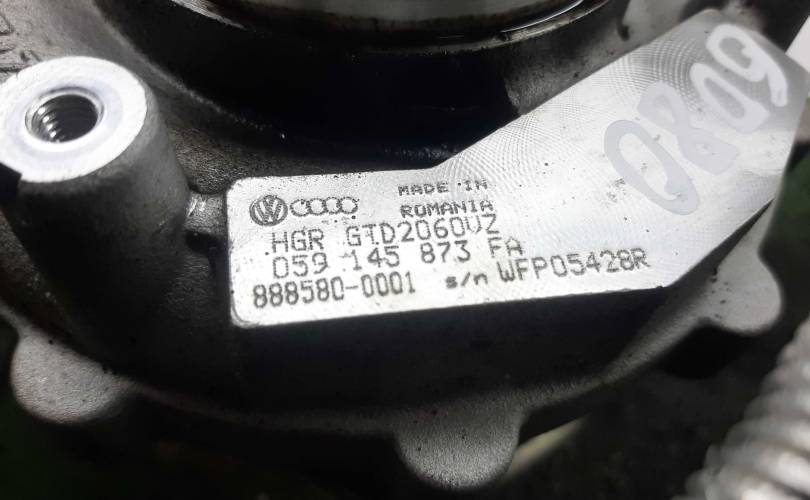 MADE IN
ROMANIA
HGR GTD2060VZ
059 145 873 FA
888580-0001 s/n WFP05428R
0809